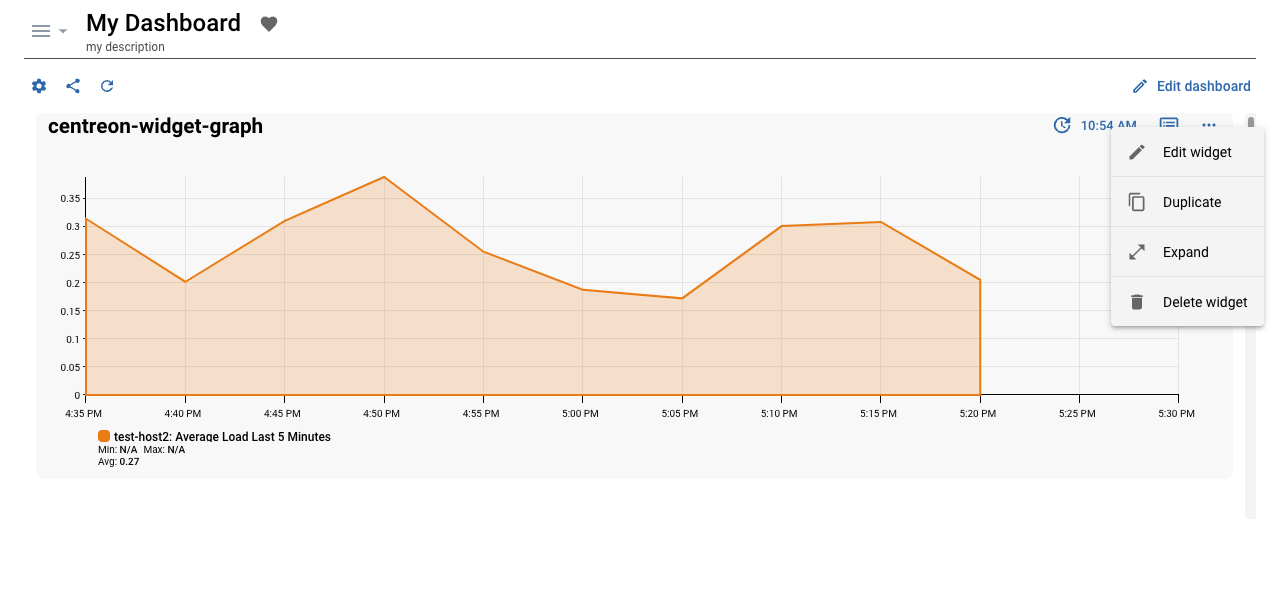 My Dashboard
my description
Edit dashboard
centreon-widget-graph
10:54 AM
Edit widget
Duplicate
Expand
Delete widget
0.35
0.3
0.25
0.2
0.15
0.1
0.05
0
4:35 PM 4:40 PM 4:45 PM 4:50 PM 4:55 PM 5:00 PM 5:05 PM 5:10 PM 5:15 PM 5:20 PM 5:25 PM 5:30 PM
test-host2: Average Load Last 5 Minutes
Min: N/A Max: N/A
Avg: 0.27